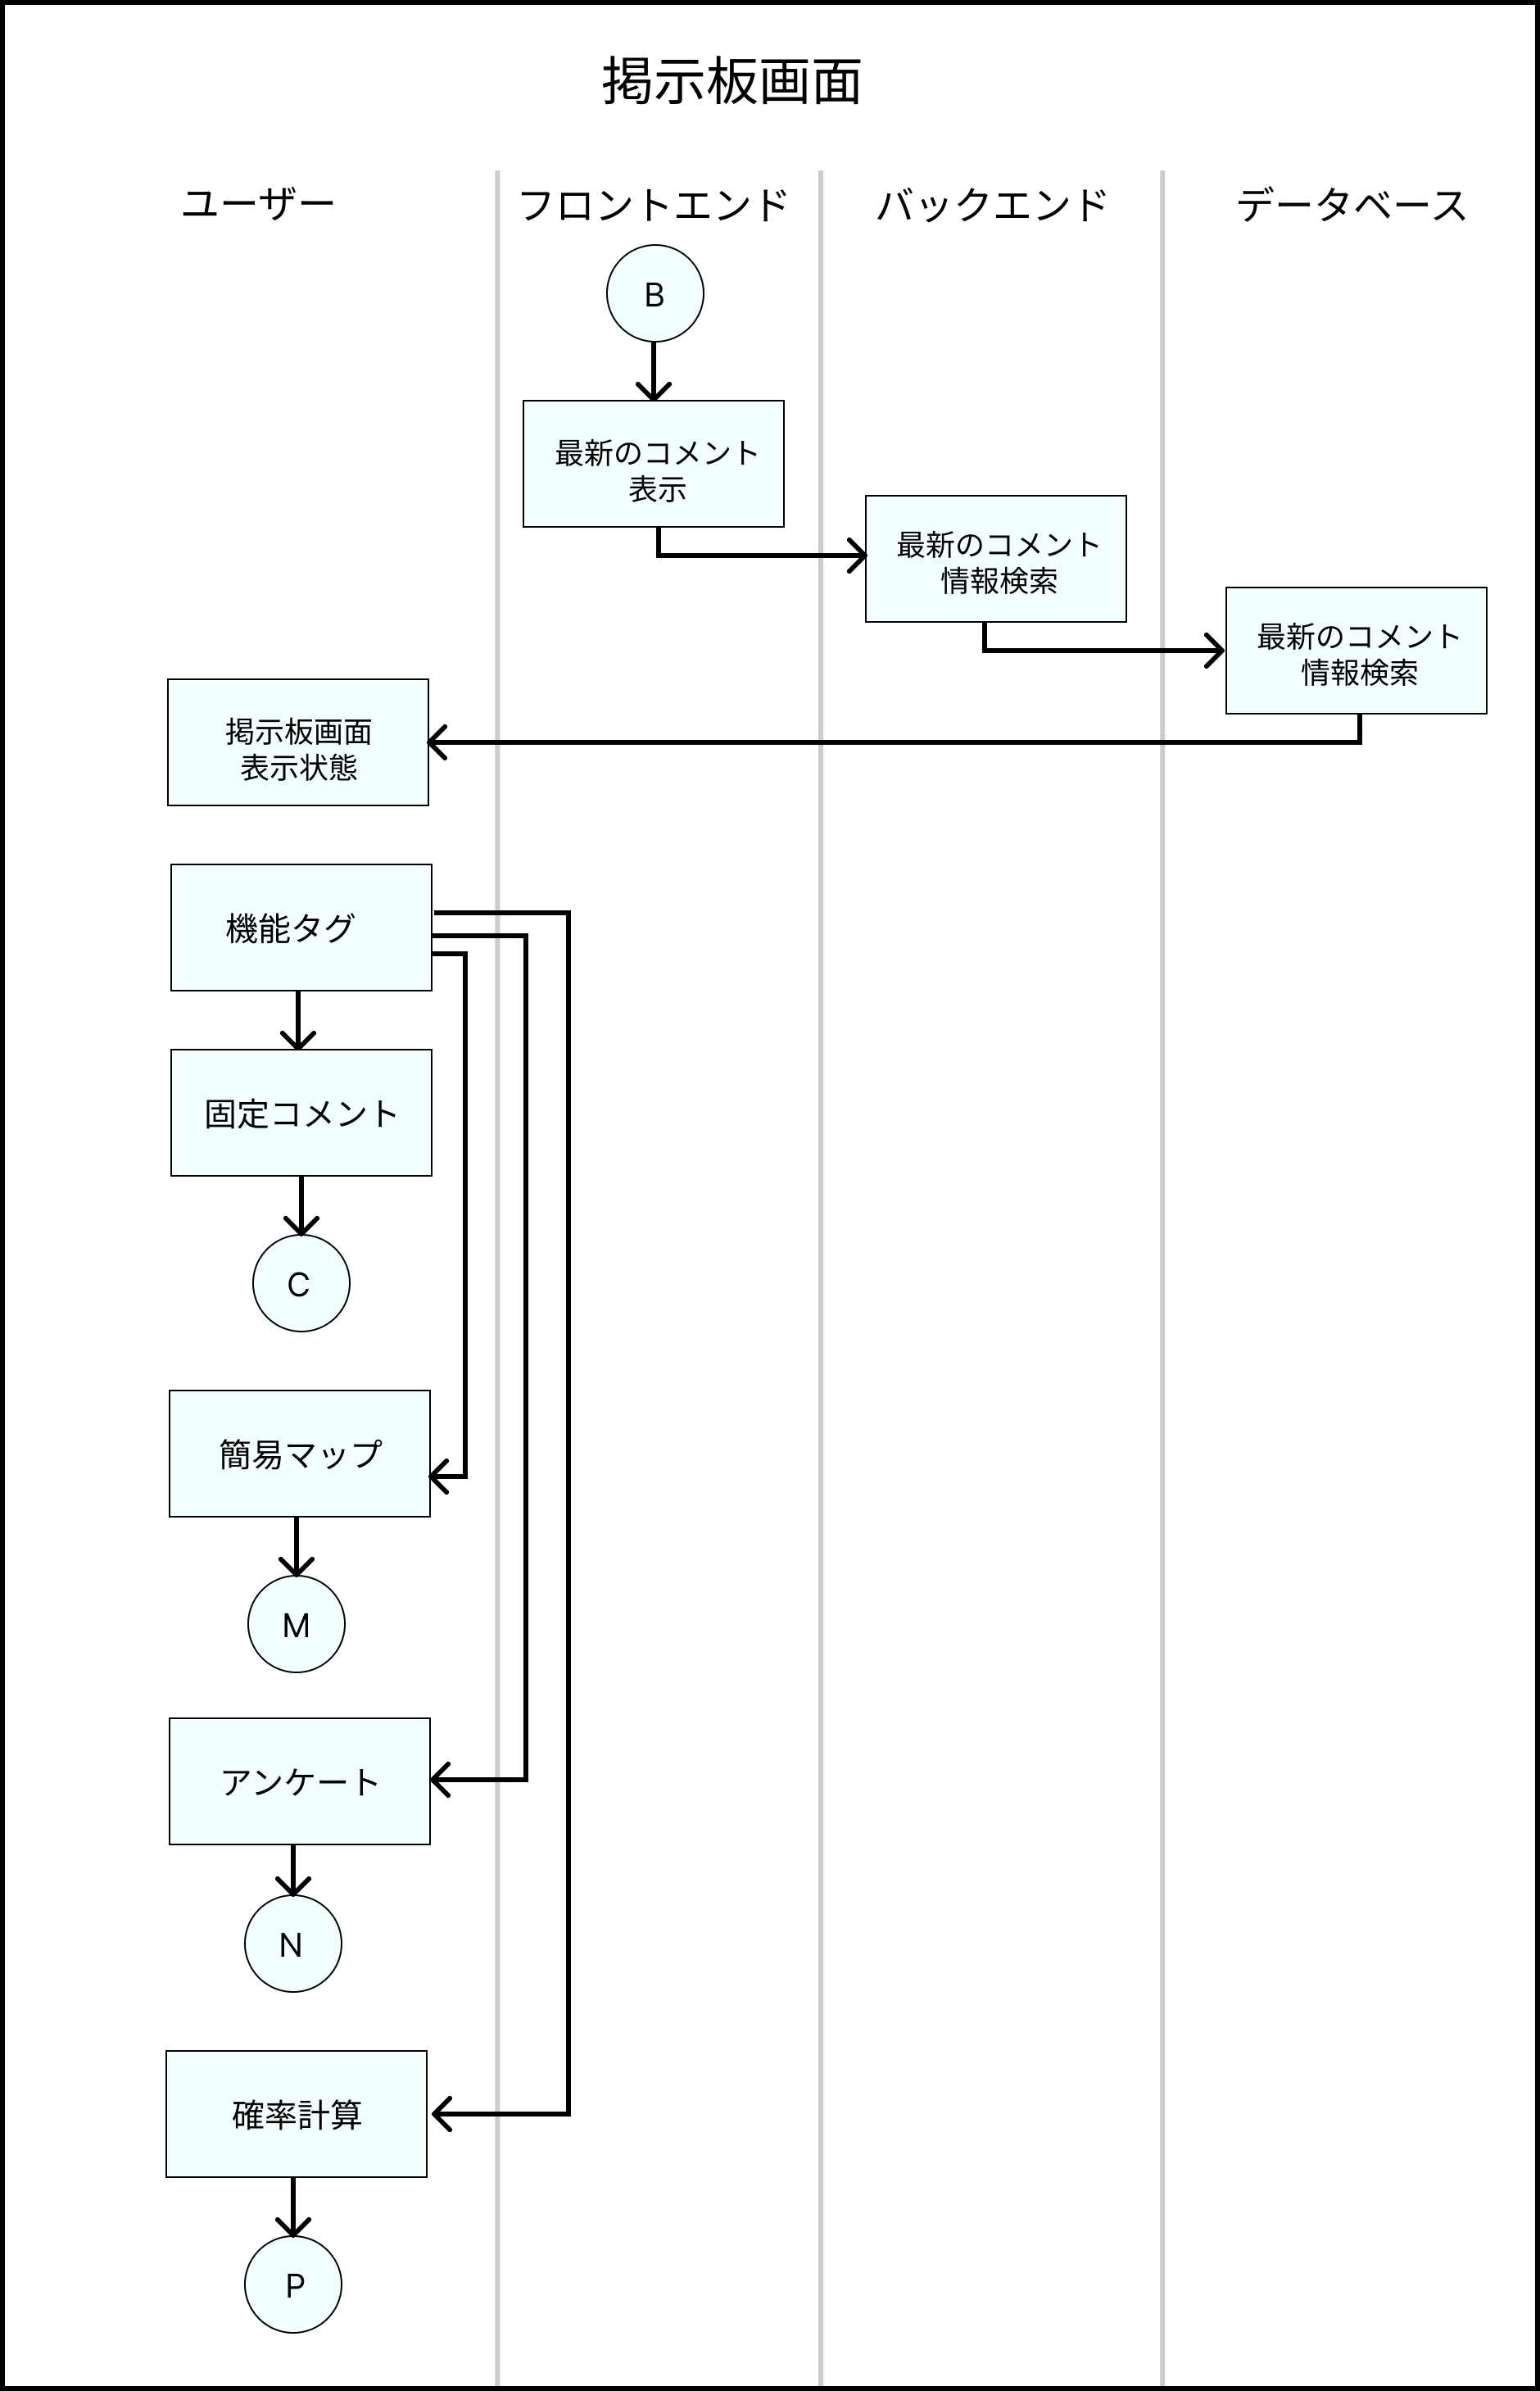 掲示板画面
ユーザー
フロントエンド
バックエンド
データベース
B
最新のコメント
表示
最新のコメント
情報検索
最新のコメント
情報検索
掲示板画面
表示状態
機能タグ
固定コメント
C
簡易マップ
M
アンケート
N
確率計算
P